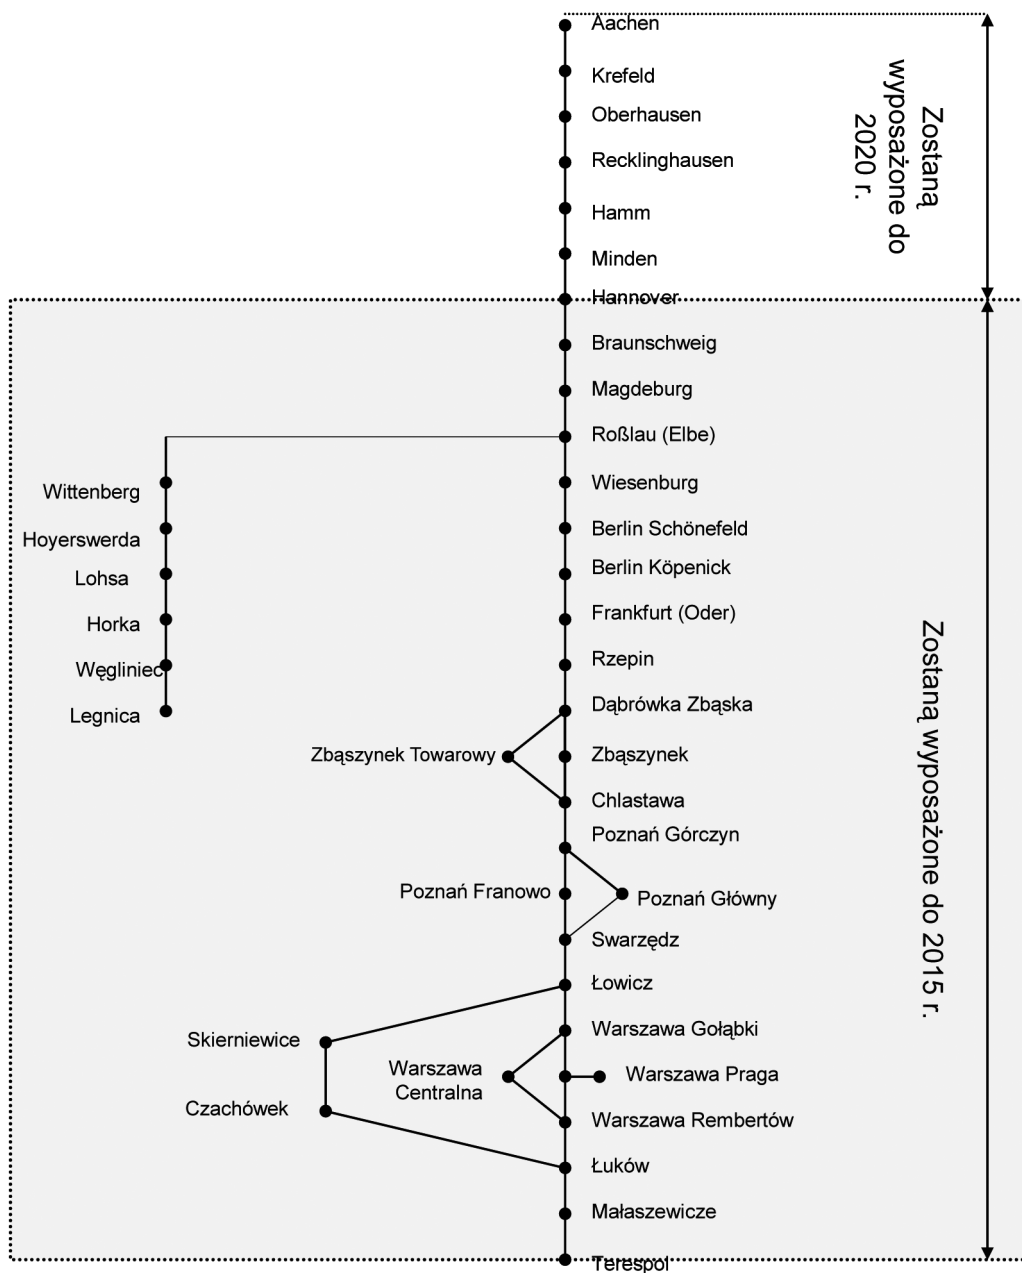 Aachen
Krefeld
Oberhausen
Recklinghausen
Hamm
Minden
Hannover
Zostaną
wyposażone do
2020 r.
Braunschweig
Magdeburg
Roßlau (Elbe)
Wittenberg
Wiesenburg
Hoyerswerda
Berlin Schönefeld
Lohsa
Berlin Köpenick
Horka
Frankfurt (Oder)
Węgliniec
Rzepin
Legnica
Dąbrówka Zbąska
Zbąszynek Towarowy
Zbąszynek
Chlastawa
Poznań Górczyn
Poznań Franowo
Poznań Główny
Swarzędz
Zostaną wyposażone do 2015 r.
Łowicz
Skierniewice
Warszawa Gołąbki
Warszawa
Centralna
Warszawa Praga
Czachówek
Warszawa Rembertów
Łuków
Małaszewicze
Terespol